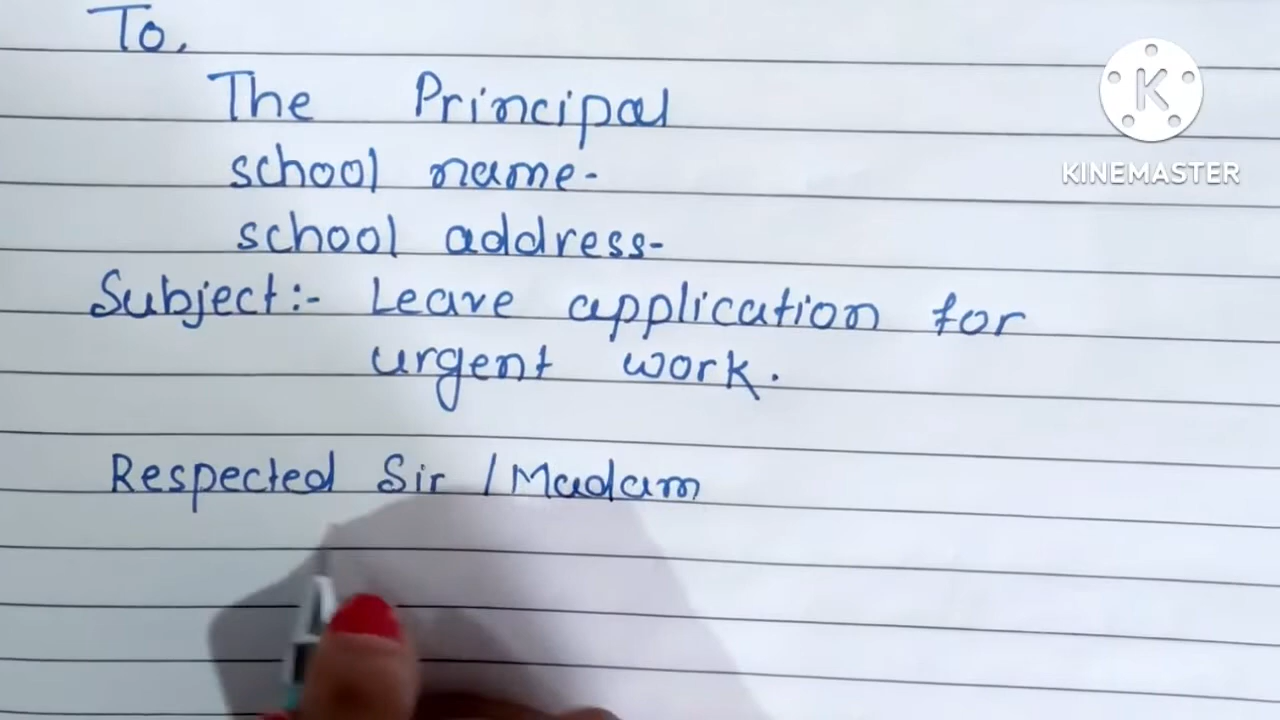 To,
The Principal
school name-
school address-
Subject:- Leave application for
urgent work.
Respected Sir / Madam
K
KINEMASTER